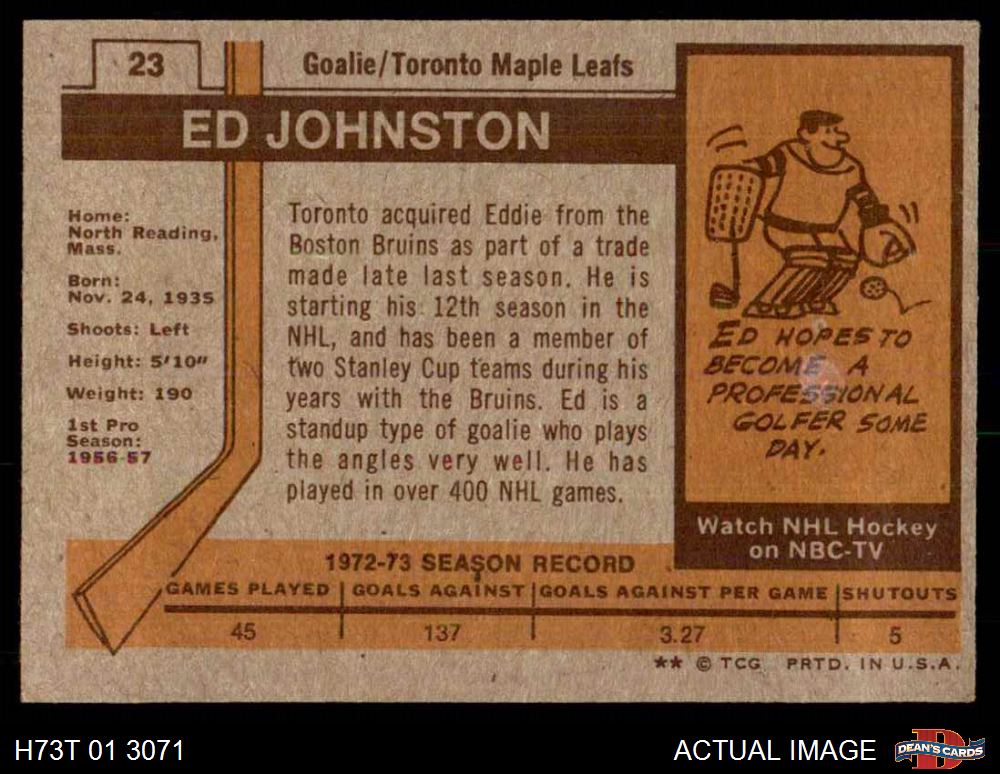 23
Goalie/Toronto Maple Leafs
ED JOHNSTON
Home:
North Reading,
Mass.
Born:
Nov. 24, 1935
Shoots: Left
Height: 5'10"
Weight: 190
1st Pro
Season:
1956-57
Toronto acquired Eddie from the
Boston Bruins as part of a trade
made late last season. He is
starting his 12th season in the
NHL, and has been a member of
two Stanley Cup teams during his
years with the Bruins. Ed is a
standup type of goalie who plays
the angles very well. He has
played in over 400 NHL games.
ED HOPES TO
BECOME A
PROFESSIONAL
GOLFER SOME
DAY.
Watch NHL Hockey
on NBC-TV
1972-73 SEASON RECORD
GAMES PLAYED GOALS AGAINST GOALS AGAINST PER GAME SHUTOUTS
45 137 3.27 5
** © TCG PRTD. IN U.S.A.
H73T 01 3071 ACTUAL IMAGE DEAN'S CARDS